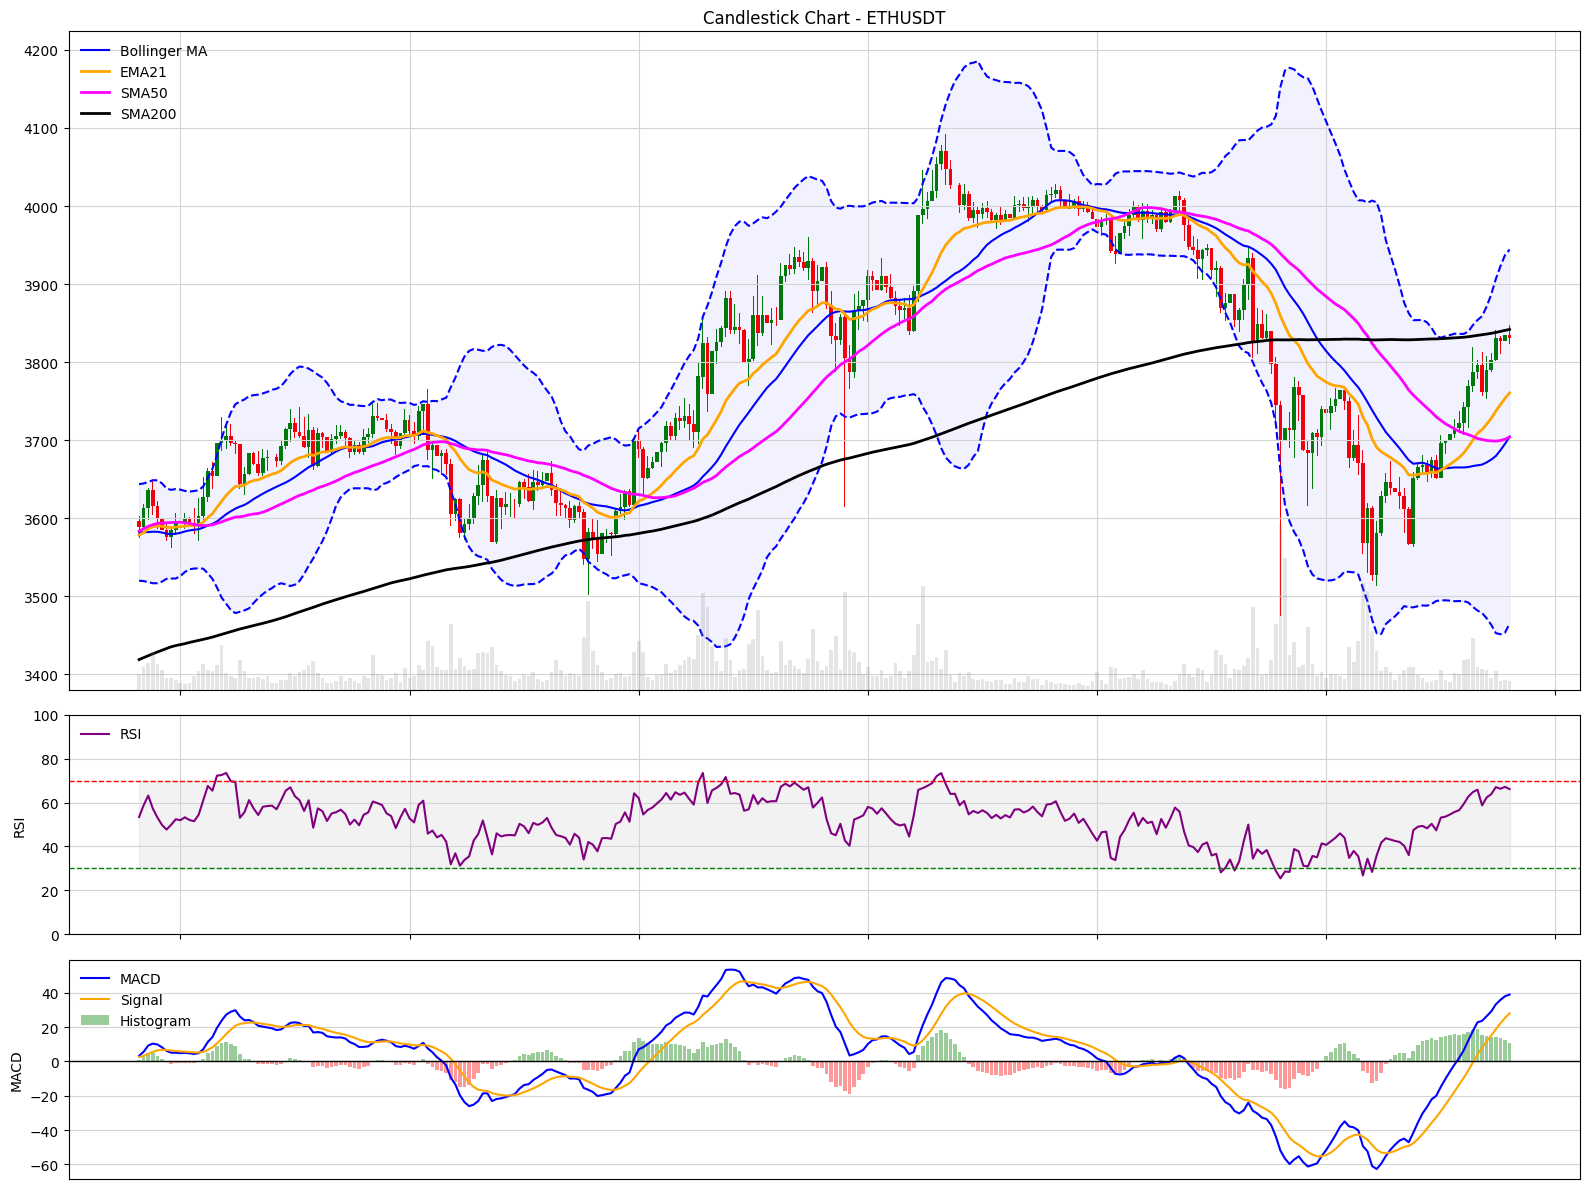 Candlestick Chart - ETHUSDT
Bollinger MA
EMA21
SMA50
SMA200
4200
4100
4000
3900
3800
3700
3600
3500
3400
RSI
RSI
100
80
60
40
20
0
MACD
Signal
Histogram
MACD
40
20
0
−20
−40
−60